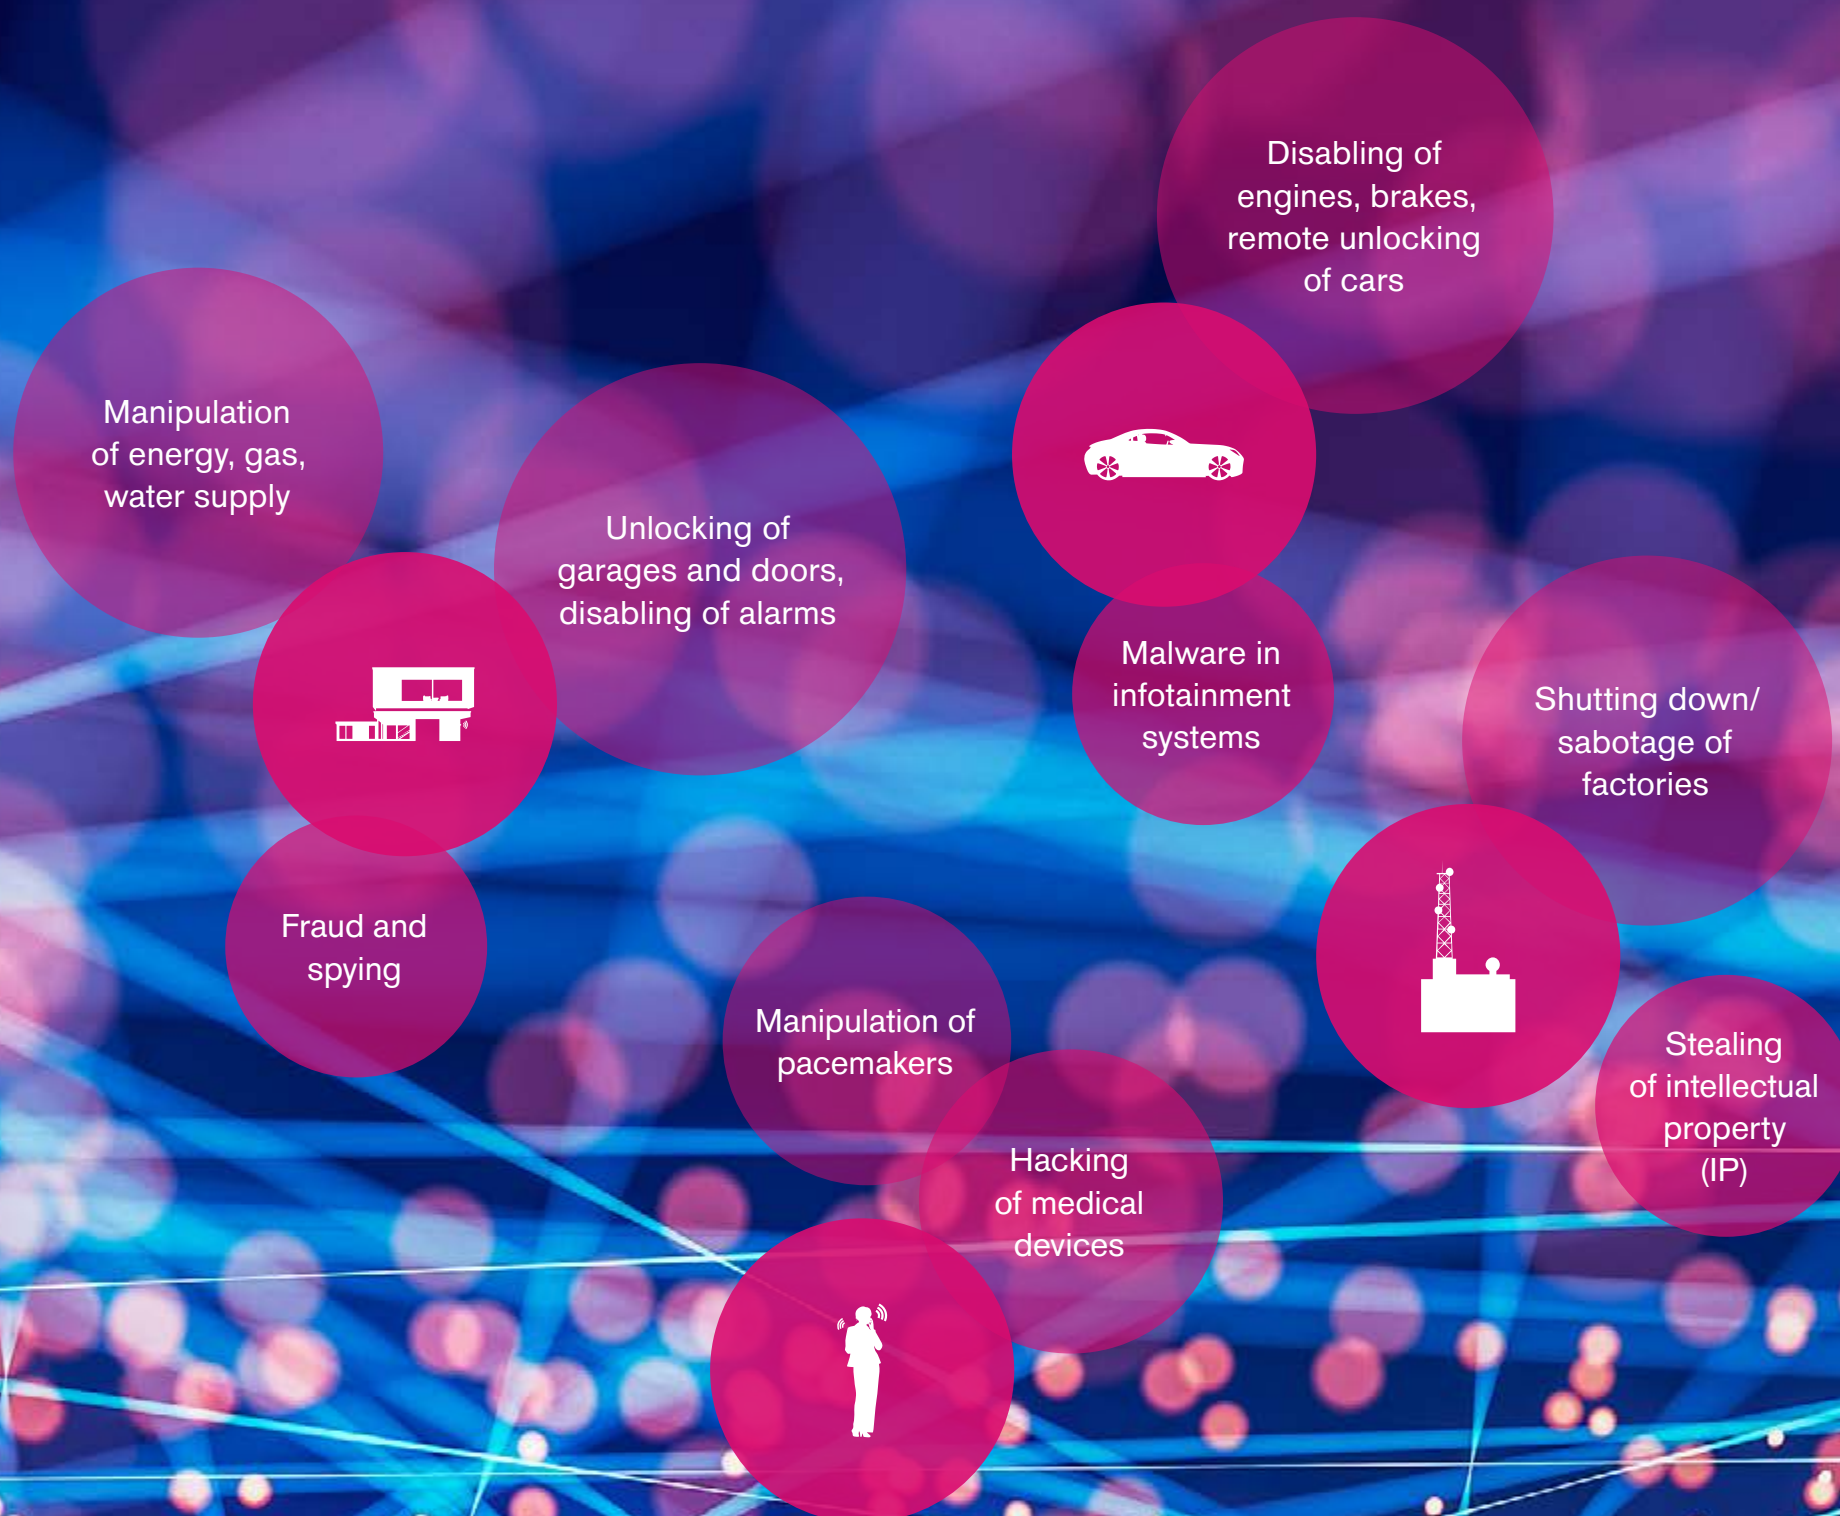 Disabling of
engines, brakes,
remote unlocking
of cars
Manipulation
of energy, gas,
water supply
Unlocking of
garages and doors,
disabling of alarms
Malware in
infotainment
systems
Shutting down/
sabotage of
factories
Fraud and
spying
Manipulation of
pacemakers
Hacking
of medical
devices
Stealing
of intellectual
property
(IP)